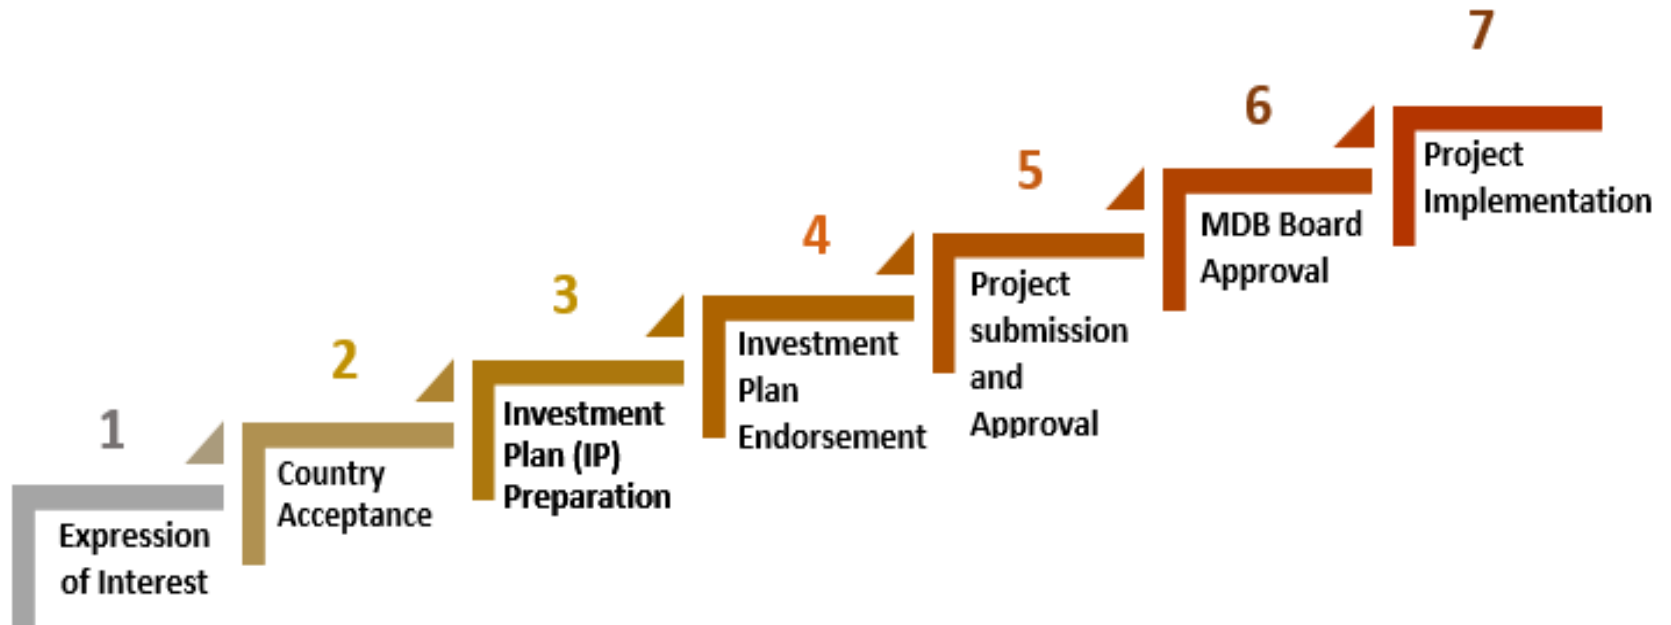 1
Expression
of Interest
2
Country
Acceptance
3
Investment
Plan (IP)
Preparation
4
Investment
Plan
Endorsement
5
Project
submission
and
Approval
6
MDB Board
Approval
7
Project
Implementation